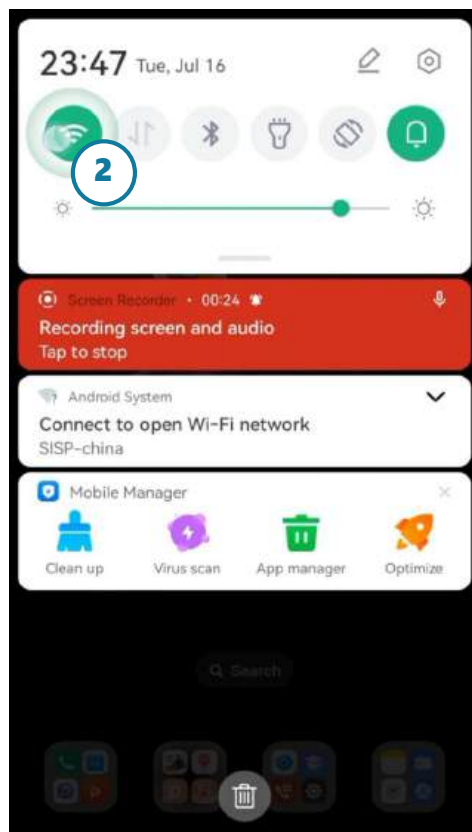 23:47 Tue, Jul 16
2
Screen Recorder • 00:24
Recording screen and audio
Tap to stop
Android System
Connect to open Wi-Fi network
SISP-china
Mobile Manager
Clean up Virus scan App manager Optimize
Search